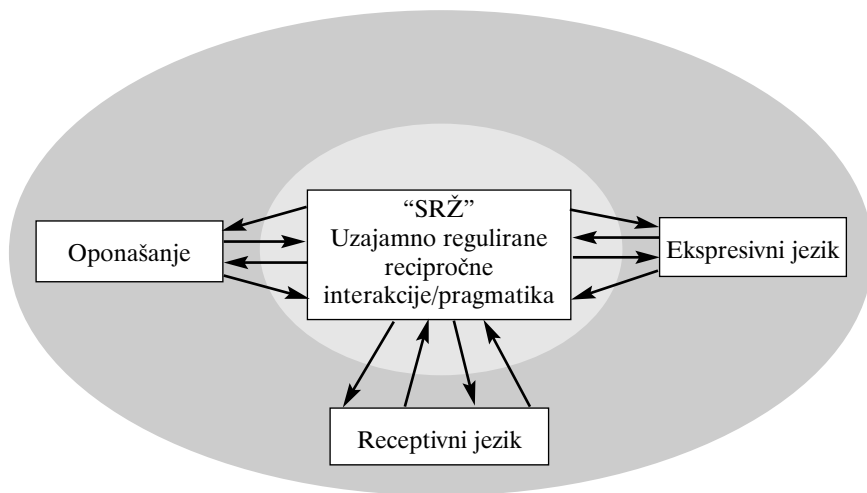 “SRŽ”
Uzajamno regulirane
recipročne
interakcije/pragmatika
Oponašanje
Ekspresivni jezik
Receptivni jezik